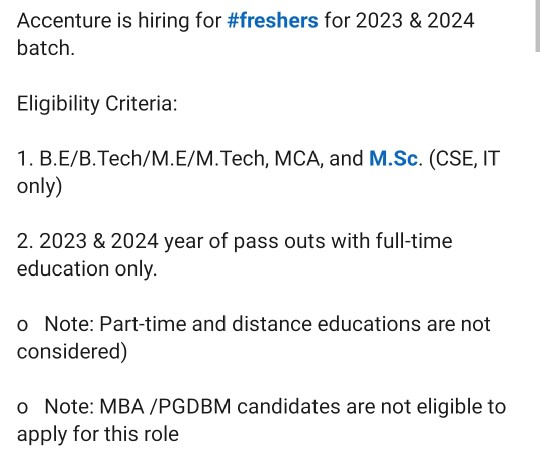 Accenture is hiring for #freshers for 2023 & 2024
batch.
Eligibility Criteria:
1. B.E/B.Tech/M.E/M.Tech, MCA, and M.Sc. (CSE, IT
only)
2. 2023 & 2024 year of pass outs with full-time
education only.
o Note: Part-time and distance educations are not
considered)
o Note: MBA /PGDBM candidates are not eligible to
apply for this role